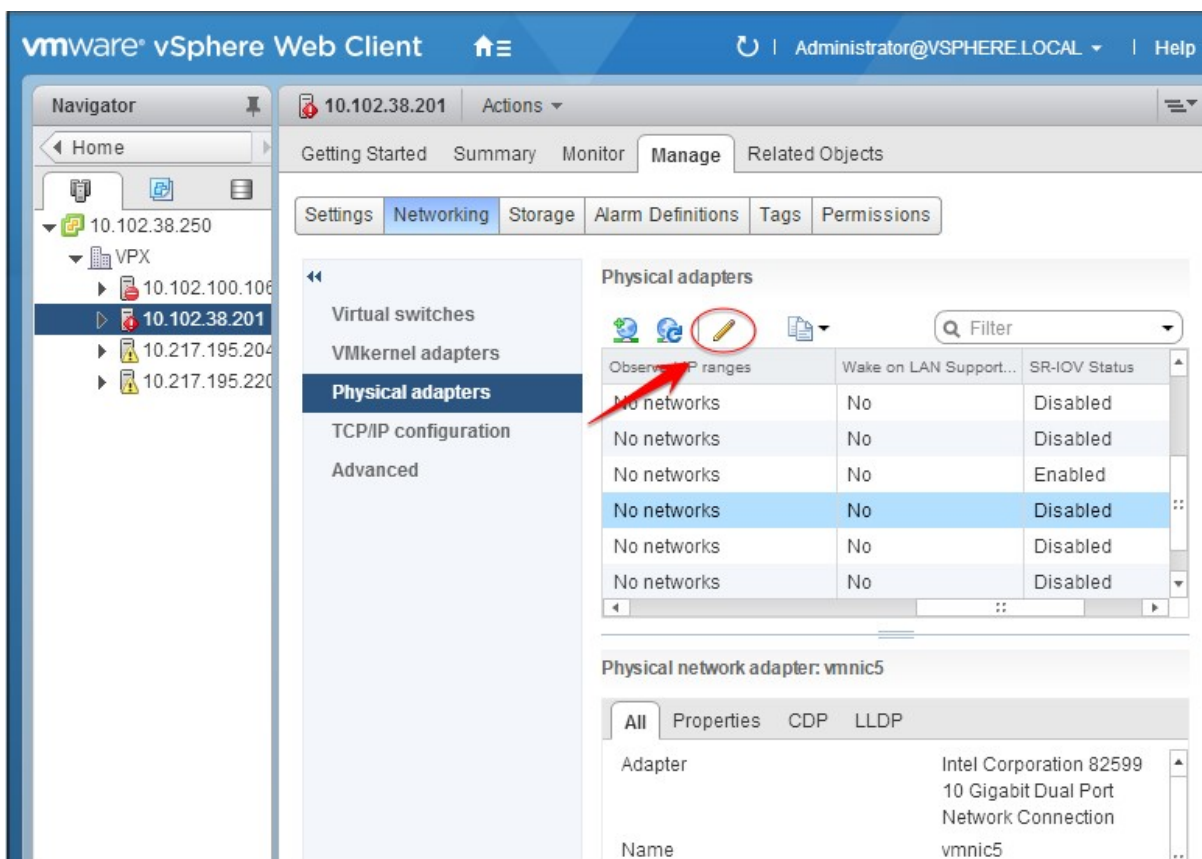 vmware® vSphere Web Client
Administrator@VSPHERE.LOCAL
Help
Navigator
Home
10.102.38.250
VPX
10.102.100.106
10.102.38.201
10.217.195.204
10.217.195.220
10.102.38.201
Actions
Getting Started Summary Monitor Manage Related Objects
Settings Networking Storage Alarm Definitions Tags Permissions
Virtual switches
VMkernel adapters
Physical adapters
TCP/IP configuration
Advanced
Physical adapters
Filter
ranges Wake on LAN Support... SR-IOV Status
No networks No Disabled
No networks No Disabled
No networks No Enabled
No networks No Disabled
No networks No Disabled
No networks No Disabled
Physical network adapter: vmnic5
All Properties CDP LLDP
Adapter Intel Corporation 82599
10 Gigabit Dual Port
Network Connection
Name vmnic5